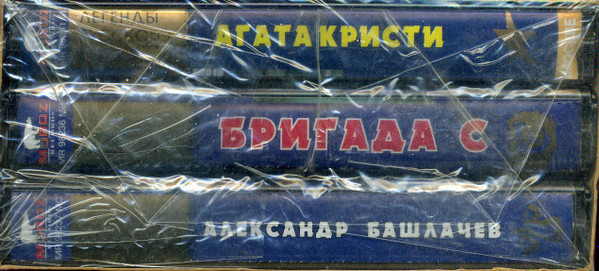 ЛЕГЕНДЫ
АГАТА КРИСТИ
БРИГАДА С
АЛЕКСАНДР БАШЛАЧЕВ